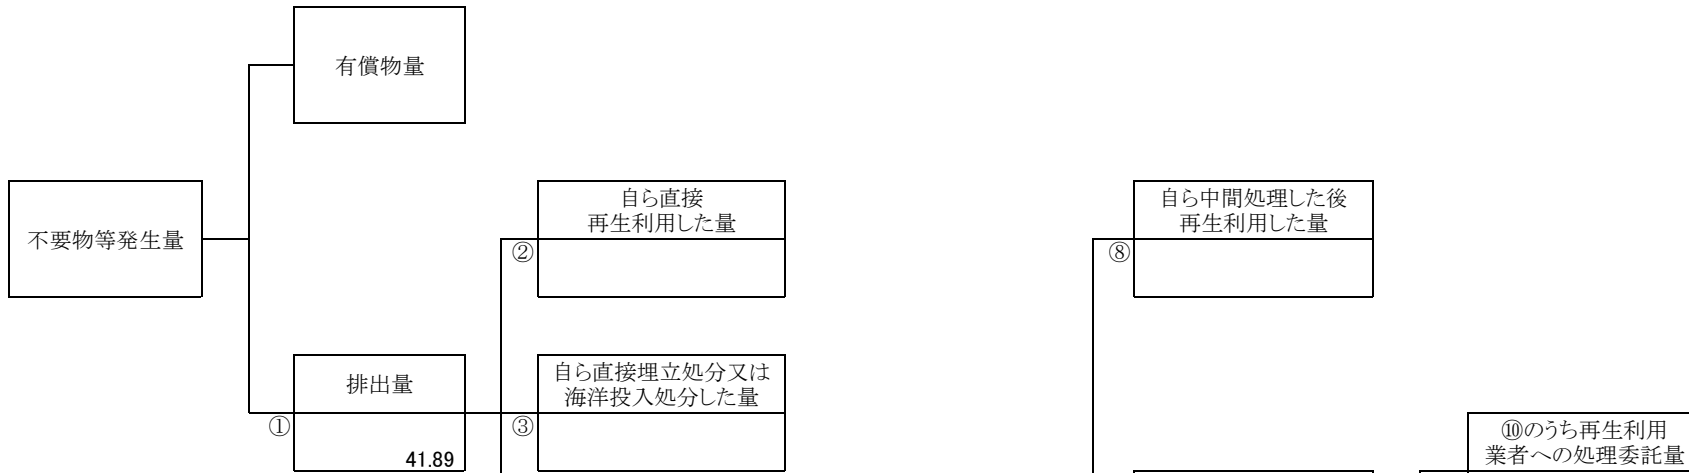 有償物量
不要物等発生量
自ら直接
再生利用した量
②
自ら中間処理した後
再生利用した量
⑧
排出量
①
41.89
自ら直接埋立処分又は
海洋投入処分した量
③
⑩のうち再生利用
業者への処理委託量